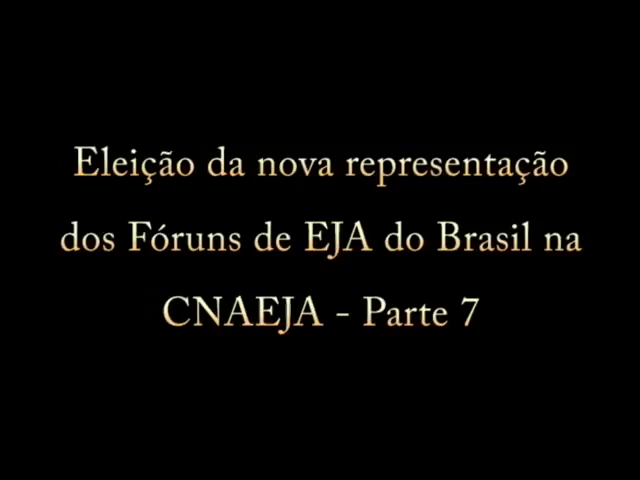 Eleição da nova representação
dos Fóruns de EJA do Brasil na
CNAEJA - Parte 7